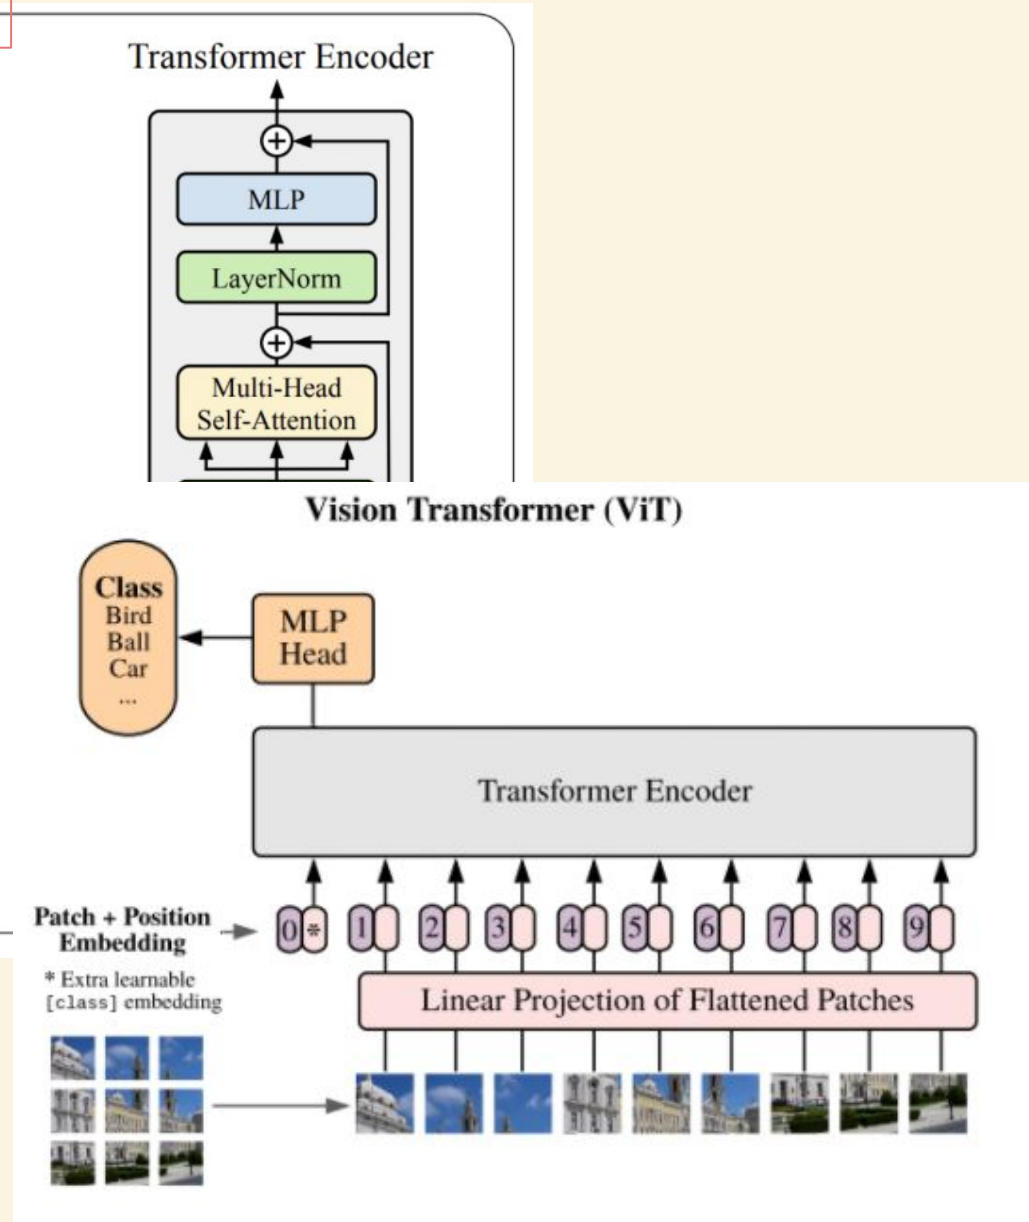 Transformer Encoder
+
MLP
LayerNorm
+
Multi-Head
Self-Attention
Vision Transformer (ViT)
Class
Bird
Ball
Car
...
MLP
Head
Transformer Encoder
Patch + Position
Embedding
0 * 1 2 3 4 5 6 7 8 9
* Extra learnable
[class] embedding
Linear Projection of Flattened Patches